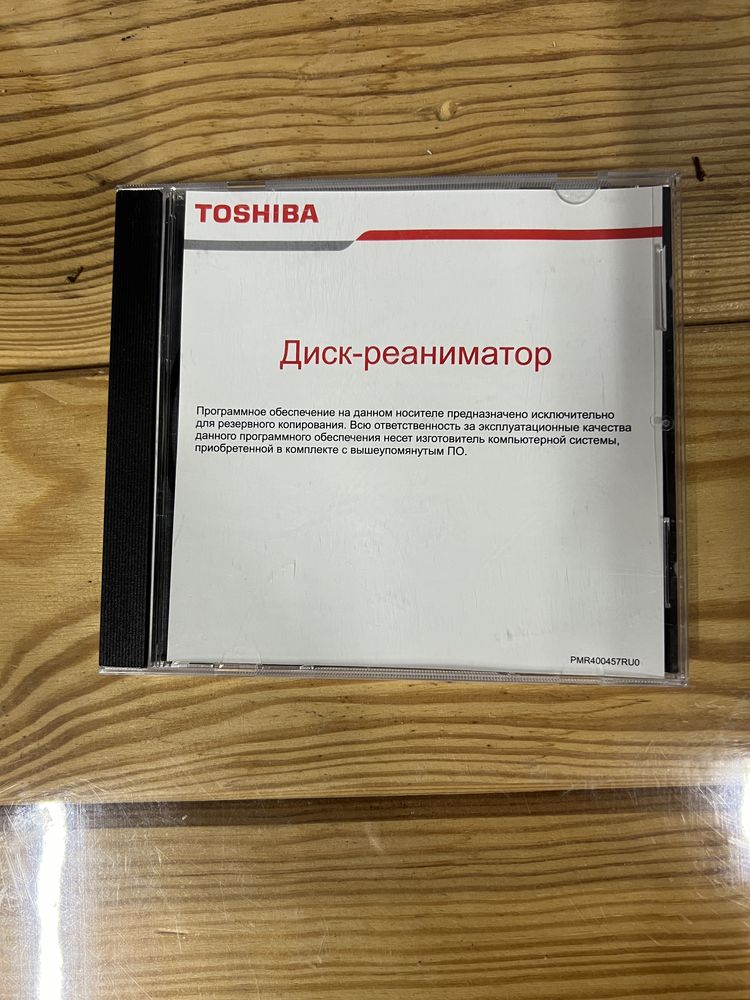 TOSHIBA
Диск-реаниматор
Программное обеспечение на данном носителе предназначено исключительно
для резервного копирования. Всю ответственность за эксплуатационные качества
данного программного обеспечения несет изготовитель компьютерной системы,
приобретенной в комплекте с вышеупомянутым ПО.
PMR400457RU0